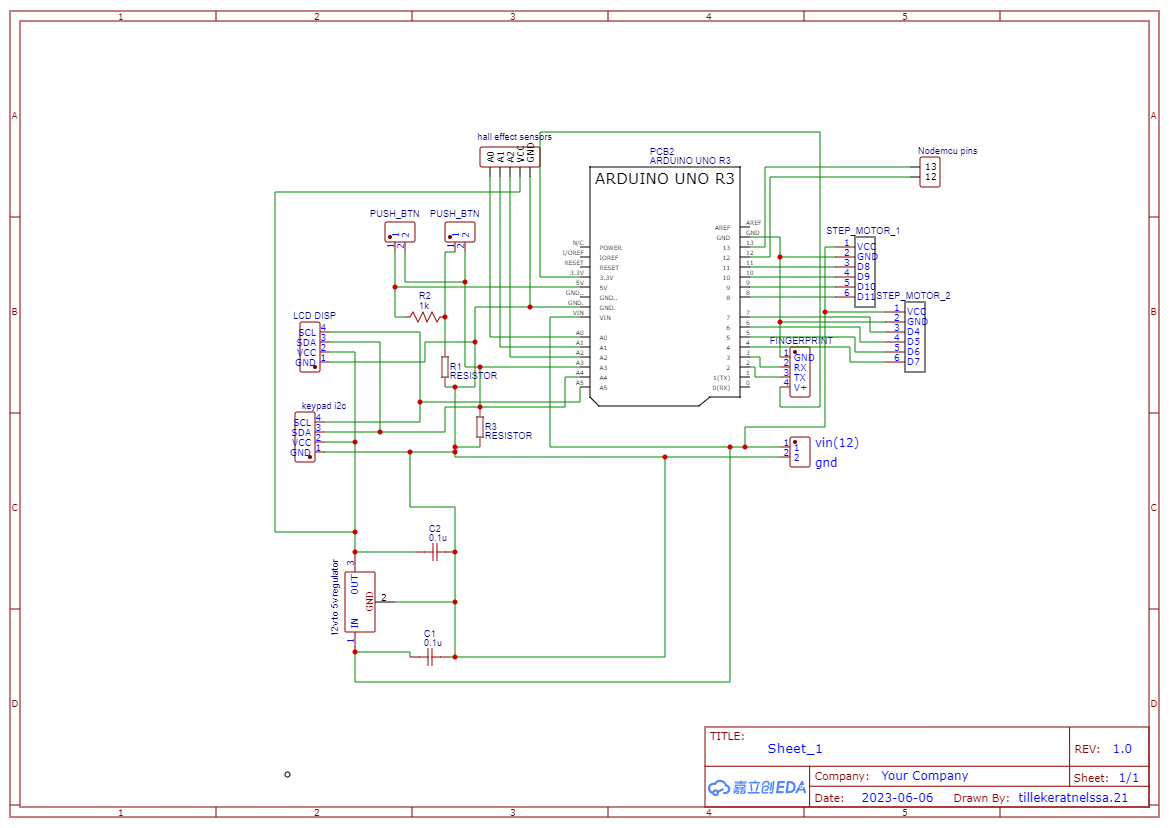 1 2 3 4 5
A A
B B
C C
D D
hall effect sensors
A0 A1 A2 VCC GND
PCB2
ARDUINO UNO R3
ARDUINO UNO R3
Nodemcu pins
13
12
PUSH_BTN
1 2
1 2
PUSH_BTN
1 2
1 2
N/C
I/OREF
RESET
3.3V
5V
GND.
GND.
VIN
A0
A1
A2
A3
A4
A5
POWER
IOREF
RESET
3.3V
5V
GND..
GND.
VIN
A0
A1
A2
A3
A4
A5
AREF
GND
13
12
11
10
9
8
7
6
5
4
3
2
1(TX)
0(RX)
AREF
GND
13
12
11
10
9
8
7
6
5
4
3
2
1
0
STEP_MOTOR_1
1 VCC
2 GND
3 D8
4 D9
5 D10
6 D11
STEP_MOTOR_2
1 VCC
2 GND
3 D4
4 D5
5 D6
6 D7
FINGERPRINT
1 GND
2 RX
3 TX
4 V+
R2
1k
LCD DISP
SCL 4
SDA 3
VCC 2
GND 1
R1
RESISTOR
keypad i2c
SCL 4
SDA 3
VCC 2
GND 1
R3
RESISTOR
1 1 vin(12)
2 2 gnd
C2
0.1u
12v to 5v regulator
3 OUT
GND 2
1 IN
C1
0.1u
TITLE:
Sheet_1
REV: 1.0
嘉立创EDA
Company: Your Company
Sheet: 1/1
Date: 2023-06-06 Drawn By: tillekeratnelssa.21
1 2 3 4 5